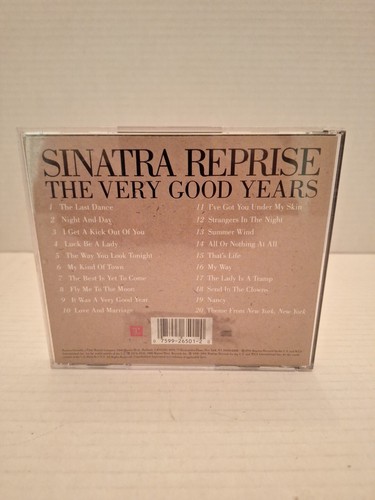 SINATRA REPRISE
THE VERY GOOD YEARS
1 The Last Dance
2 Night And Day
3 I Get A Kick Out Of You
4 Luck Be A Lady
5 The Way You Look Tonight
6 My Kind Of Town
7 The Best Is Yet To Come
8 Fly Me To The Moon
9 It Was A Very Good Year
10 Love And Marriage
11 I've Got You Under My Skin
12 Strangers In The Night
13 Summer Wind
14 All Or Nothing At All
15 That's Life
16 My Way
17 The Lady Is A Tramp
18 Send In The Clowns
19 Nancy
20 Theme From New York, New York
7599-26501-2